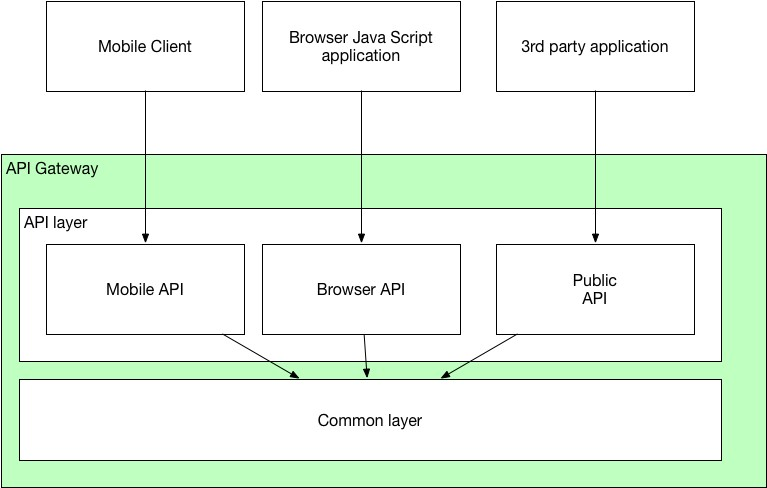 Mobile Client
Browser Java Script
application
3rd party application
API Gateway
API layer
Mobile API
Browser API
Public
API
Common layer